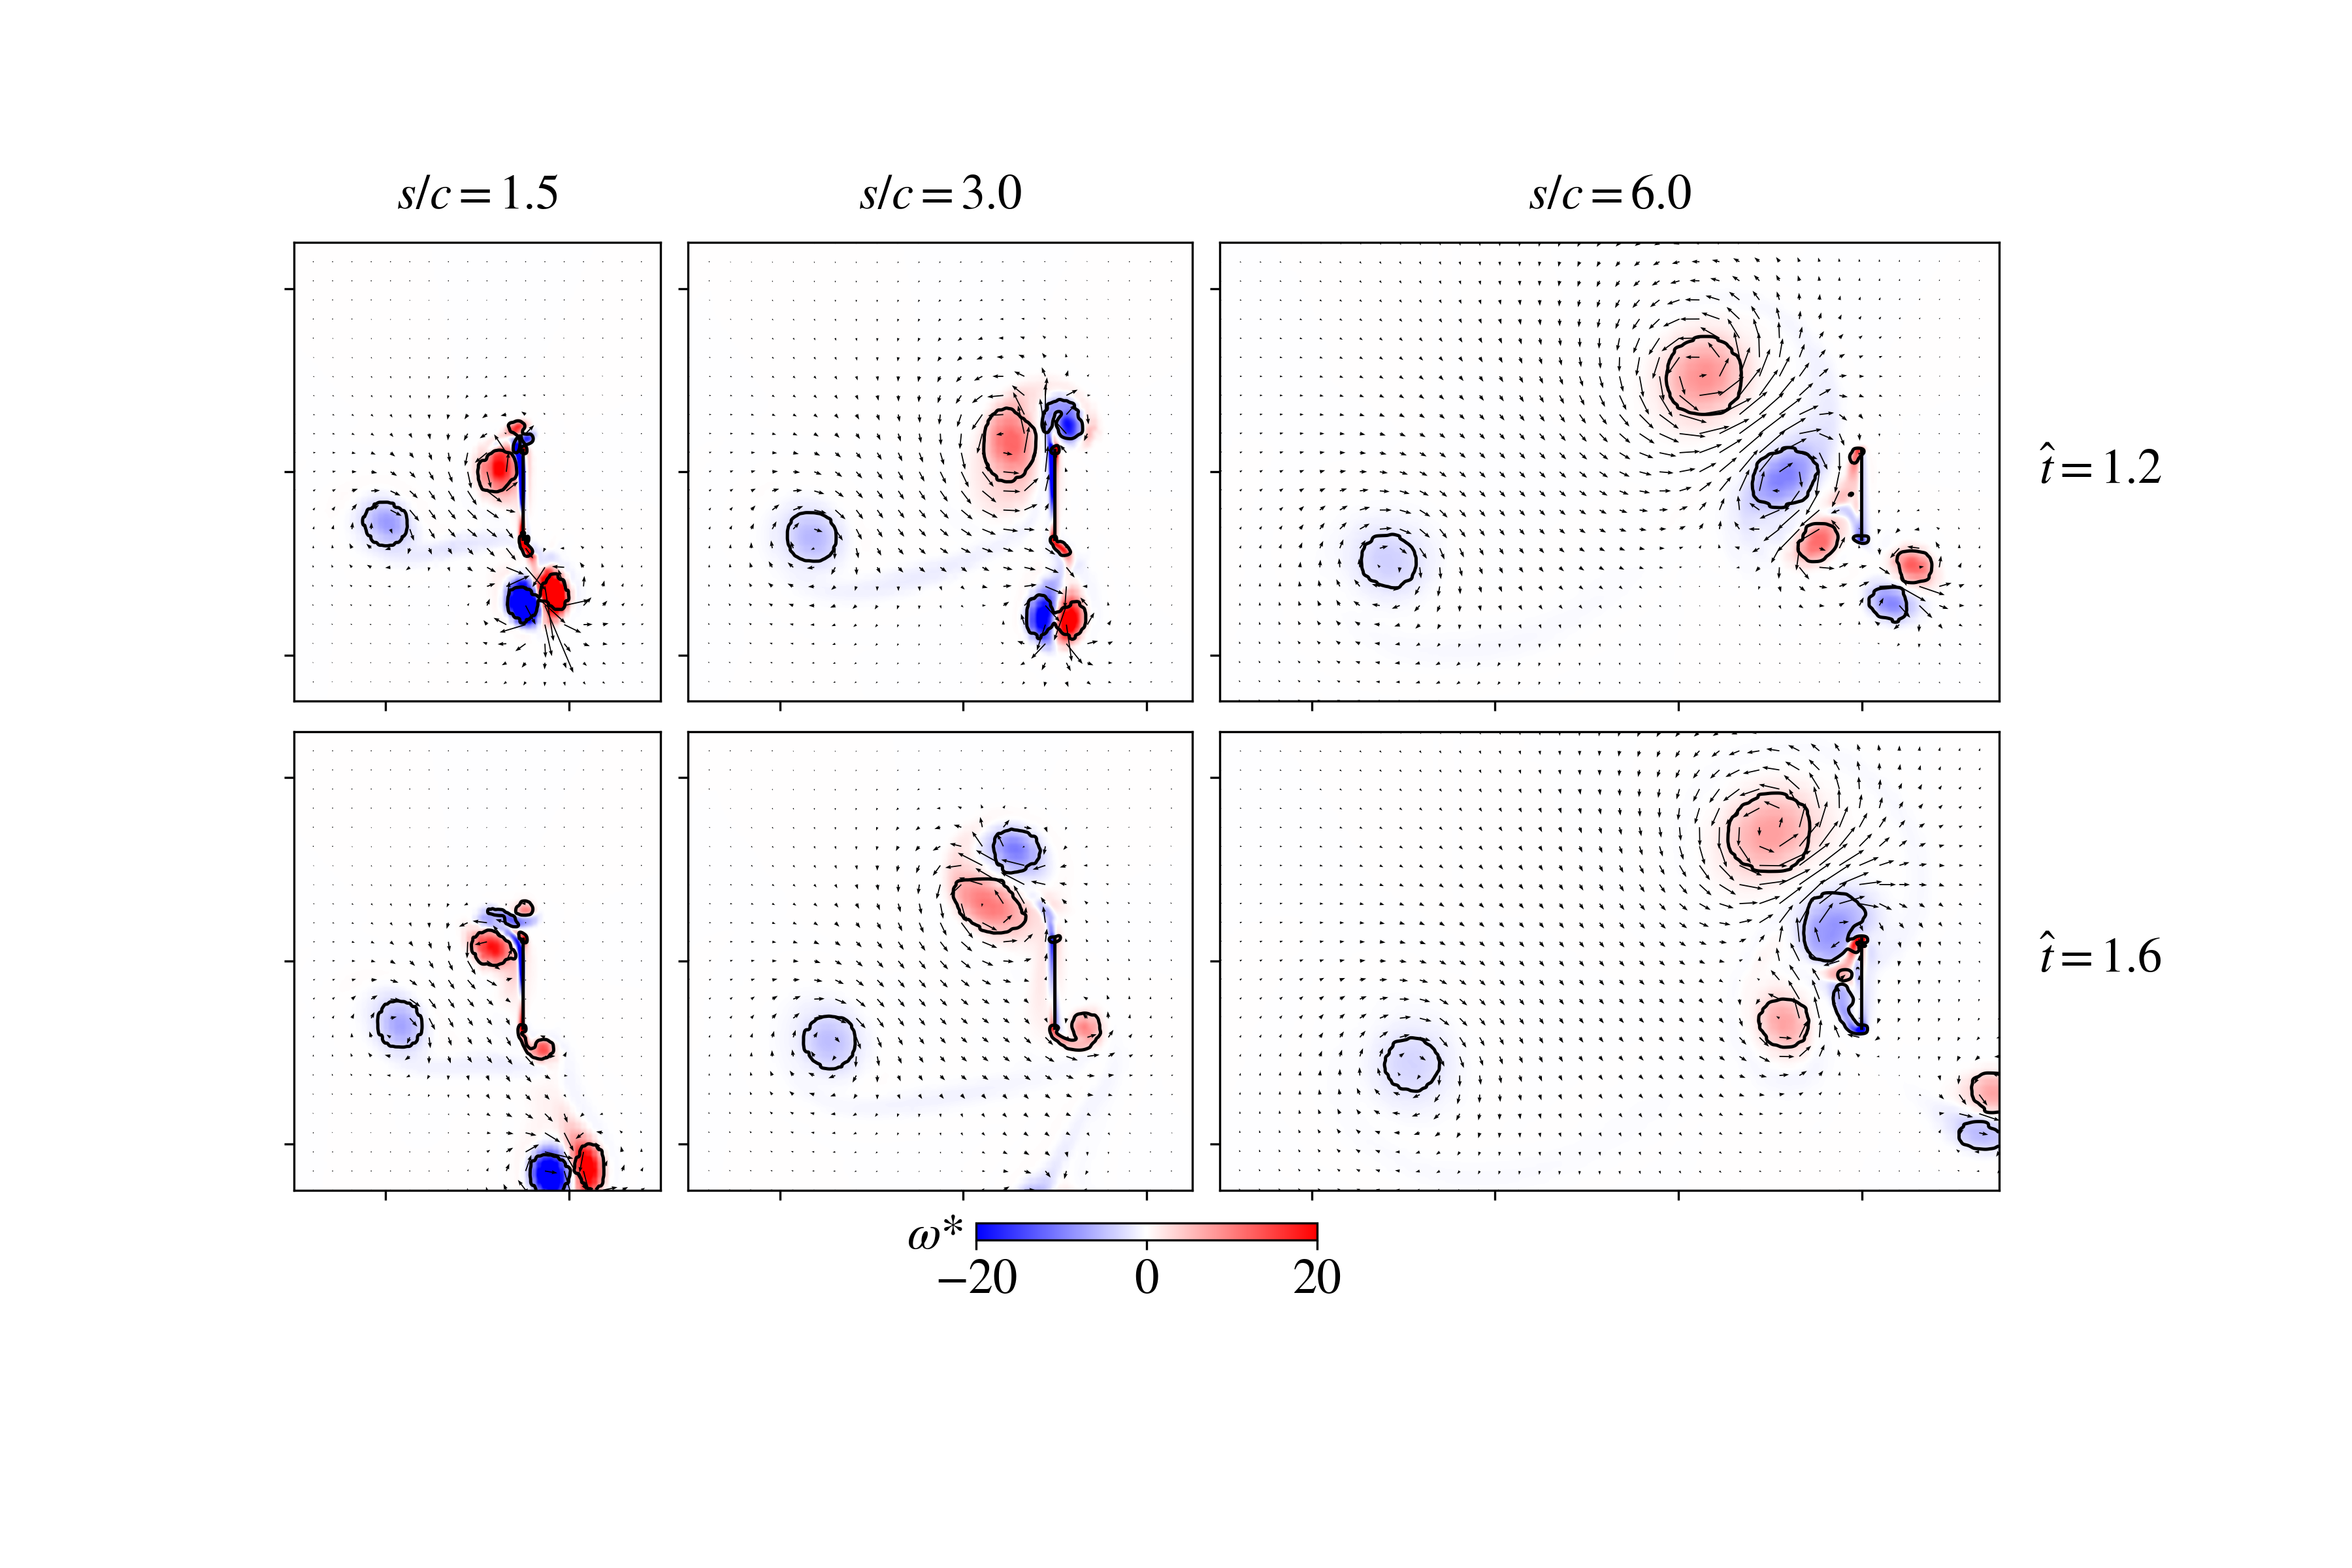 s/c = 1.5
s/c = 3.0
s/c = 6.0
t̂ = 1.2
t̂ = 1.6
ω*
−20 0 20